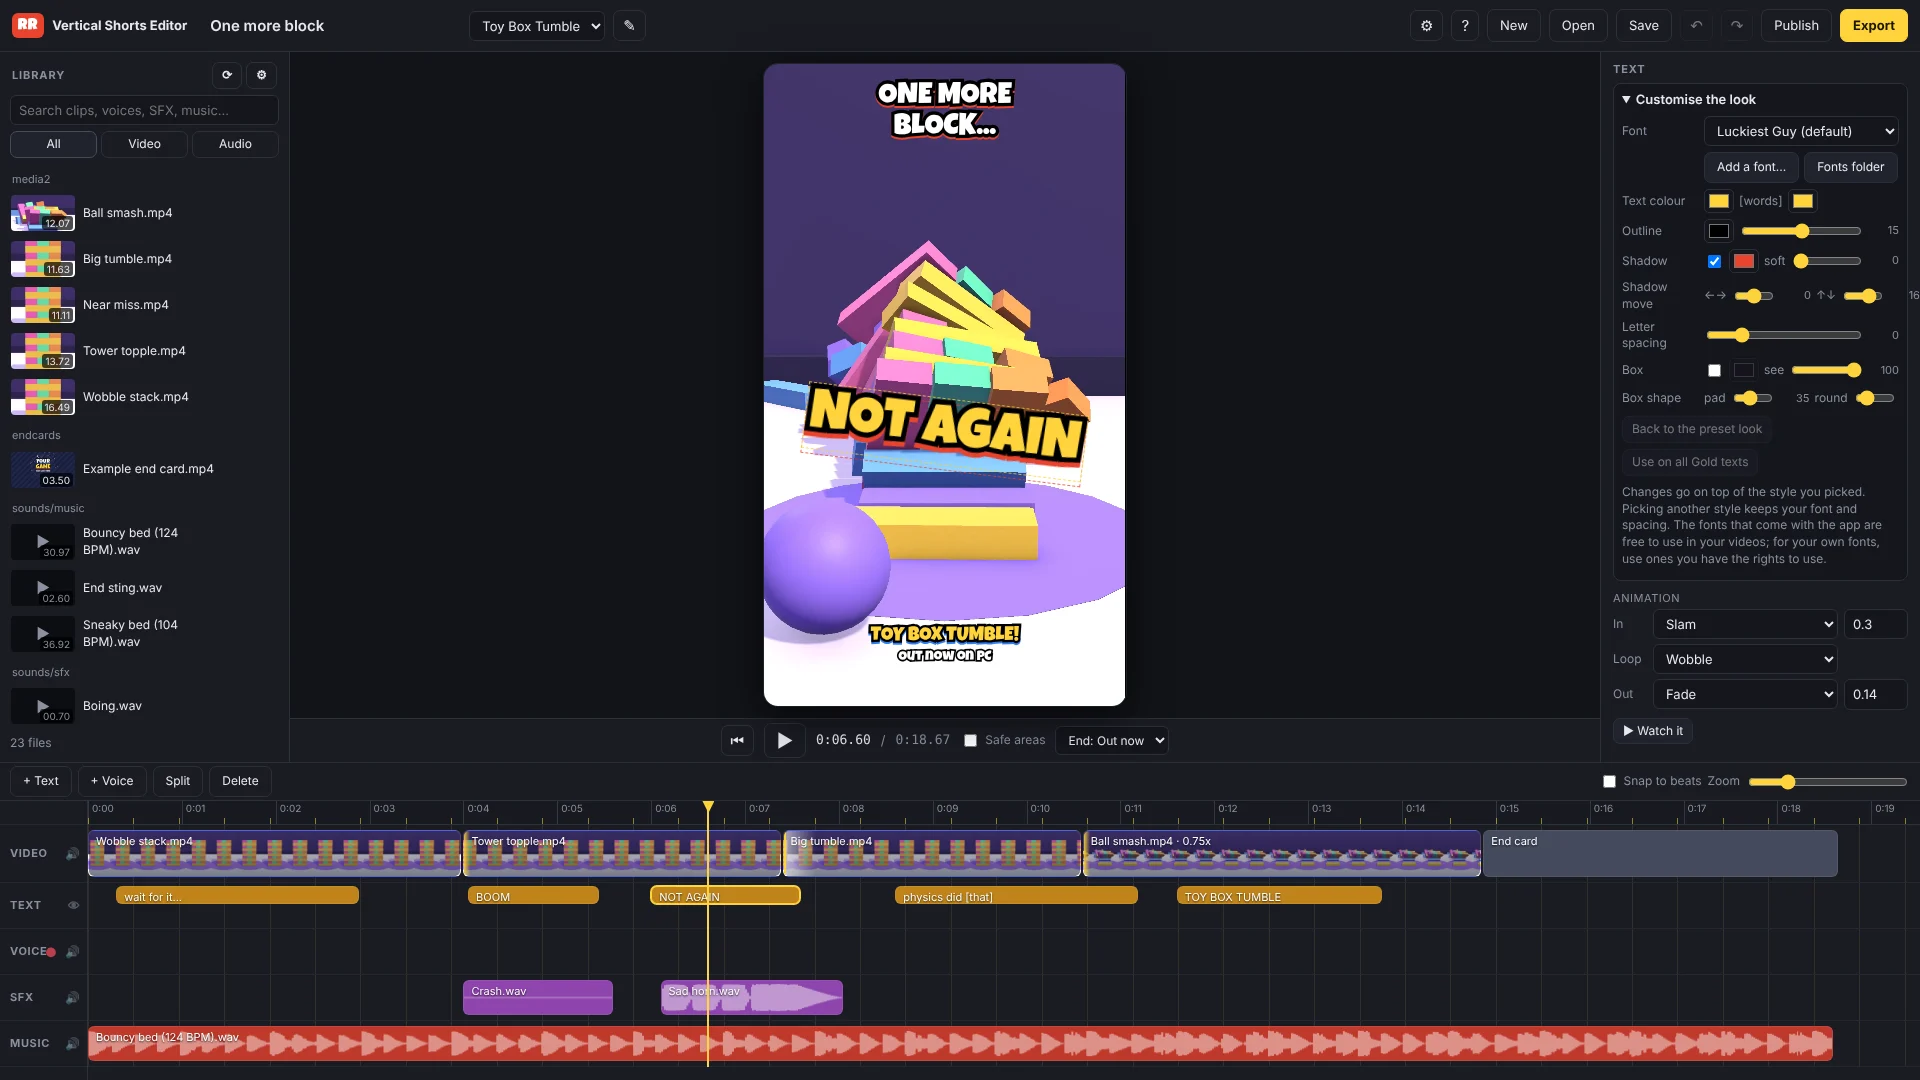 RR Vertical Shorts Editor One more block Toy Box Tumble ⚙ ? New Open Save Publish Export
LIBRARY
Search clips, voices, SFX, music...
All Video Audio
media2
12.07 Ball smash.mp4
11.63 Big tumble.mp4
11.11 Near miss.mp4
13.72 Tower topple.mp4
16.49 Wobble stack.mp4
endcards
YOUR GAME
03.50 Example end card.mp4
sounds/music
30.97 Bouncy bed (124 BPM).wav
02.60 End sting.wav
36.92 Sneaky bed (104 BPM).wav
sounds/sfx
00.70 Boing.wav
23 files
ONE MORE
BLOCK...
NOT AGAIN
TOY BOX TUMBLE!
OUT NOW ON PC
0:06.60 / 0:18.67 Safe areas End: Out now
TEXT
▼ Customise the look
Font Luckiest Guy (default)
Add a font... Fonts folder
Text colour [words]
Outline 15
Shadow soft 0
Shadow move ←→ 0 ↑↓ 16
Letter spacing 0
Box see 100
Box shape pad 35 round
Back to the preset look
Use on all Gold texts
Changes go on top of the style you picked.
Picking another style keeps your font and
spacing. The fonts that come with the app are
free to use in your videos; for your own fonts,
use ones you have the rights to use.
ANIMATION
In Slam 0.3
Loop Wobble
Out Fade 0.14
▶ Watch it
+ Text + Voice Split Delete Snap to beats Zoom
0:00 0:01 0:02 0:03 0:04 0:05 0:06 0:07 0:08 0:09 0:10 0:11 0:12 0:13 0:14 0:15 0:16 0:17 0:18 0:19
VIDEO Wobble stack.mp4 Tower topple.mp4 Big tumble.mp4 Ball smash.mp4 · 0.75x End card
TEXT wait for it... BOOM NOT AGAIN physics did [that] TOY BOX TUMBLE
VOICE
SFX Crash.wav Sad horn.wav
MUSIC Bouncy bed (124 BPM).wav